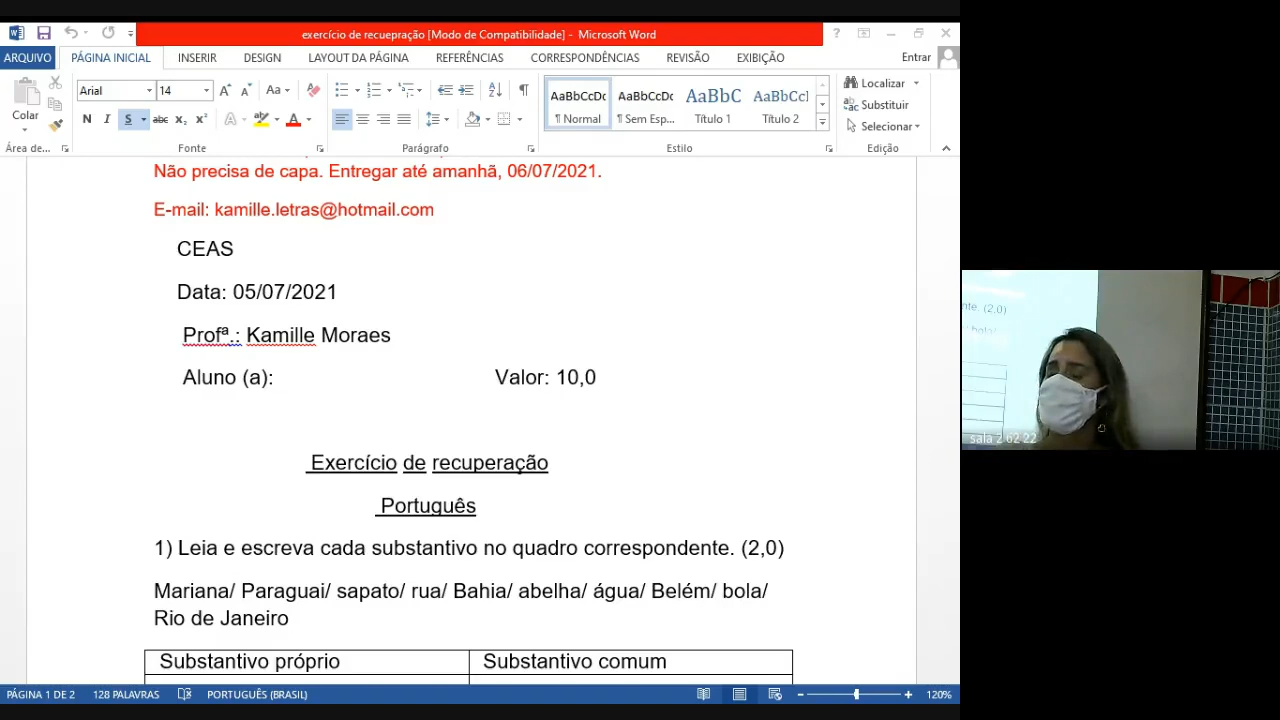 exercício de recuepração [Modo de Compatibilidade] - Microsoft Word
ARQUIVO PÁGINA INICIAL INSERIR DESIGN LAYOUT DA PÁGINA REFERÊNCIAS CORRESPONDÊNCIAS REVISÃO EXIBIÇÃO Entrar
Colar
Arial 14
AaBbCcDc AaBbCcDc AaBbC AaBbCcl
¶ Normal ¶ Sem Esp... Título 1 Título 2
Localizar
Substituir
Selecionar
Área de... Fonte Parágrafo Estilo Edição
Não precisa de capa. Entregar até amanhã, 06/07/2021.
E-mail: kamille.letras@hotmail.com
CEAS
Data: 05/07/2021
Profª.: Kamille Moraes
Aluno (a): Valor: 10,0
Exercício de recuperação
Português
1) Leia e escreva cada substantivo no quadro correspondente. (2,0)
Mariana/ Paraguai/ sapato/ rua/ Bahia/ abelha/ água/ Belém/ bola/
Rio de Janeiro
Substantivo próprio Substantivo comum
PÁGINA 1 DE 2 128 PALAVRAS PORTUGUÊS (BRASIL) 120%
nte. (2,0)
bola/
sala 2 62 22